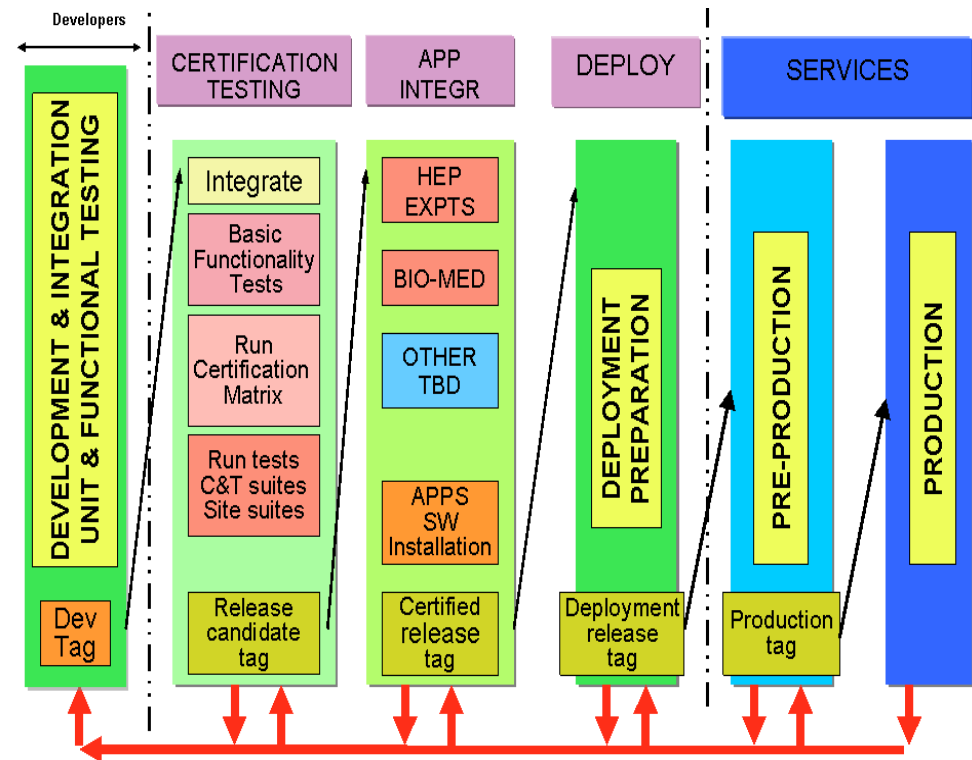 Developers
CERTIFICATION
TESTING
APP
INTEGR
DEPLOY
SERVICES
DEVELOPMENT & INTEGRATION
UNIT & FUNCTIONAL TESTING
Dev
Tag
Integrate
Basic
Functionality
Tests
Run
Certification
Matrix
Run tests
C&T suites
Site suites
Release
candidate
tag
HEP
EXPTS
BIO-MED
OTHER
TBD
APPS
SW
Installation
Certified
release
tag
DEPLOYMENT
PREPARATION
Deployment
release
tag
PRE-PRODUCTION
Production
tag
PRODUCTION